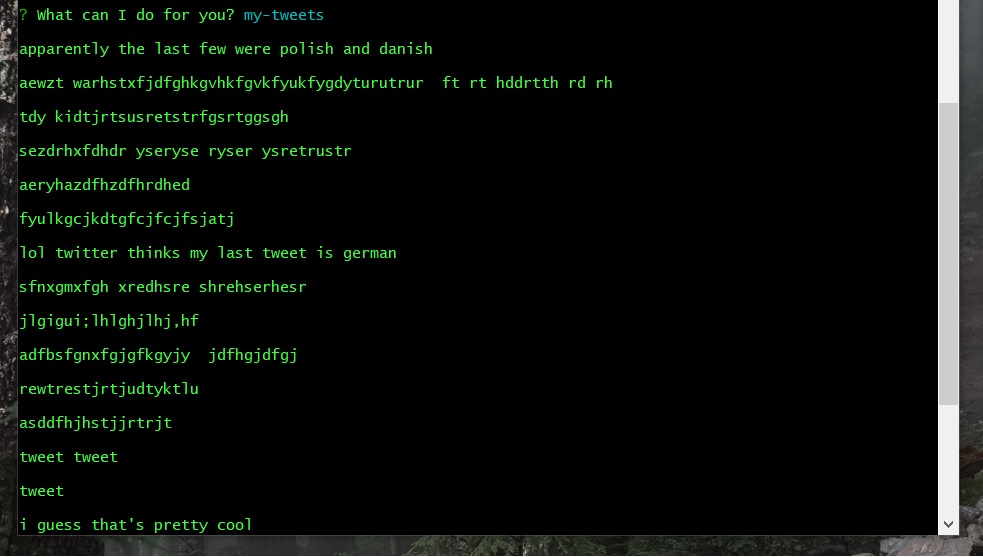 ? What can I do for you? my-tweets
apparently the last few were polish and danish
aewzt warhstxfjdfghkgvhkfgvkfyukfygdyturutrur  ft rt hddrtth rd rh
tdy kidtjrtsusretstrfgsrtggsgh
sezdrhxfdhdr yseryse ryser ysretrustr
aeryhazdfhzdfhrdhed
fyulkgcjkdtgfcjfcjfsjatj
lol twitter thinks my last tweet is german
sfnxgmxfgh xredhsre shrehserhesr
jlgigui;lhlghjlhj,hf
adfbsfgnxfgjgfkgyjy  jdfhgjdfgj
rewtrestjrtjudtyktlu
asddfhjhstjjrtrjt
tweet tweet
tweet
i guess that's pretty cool